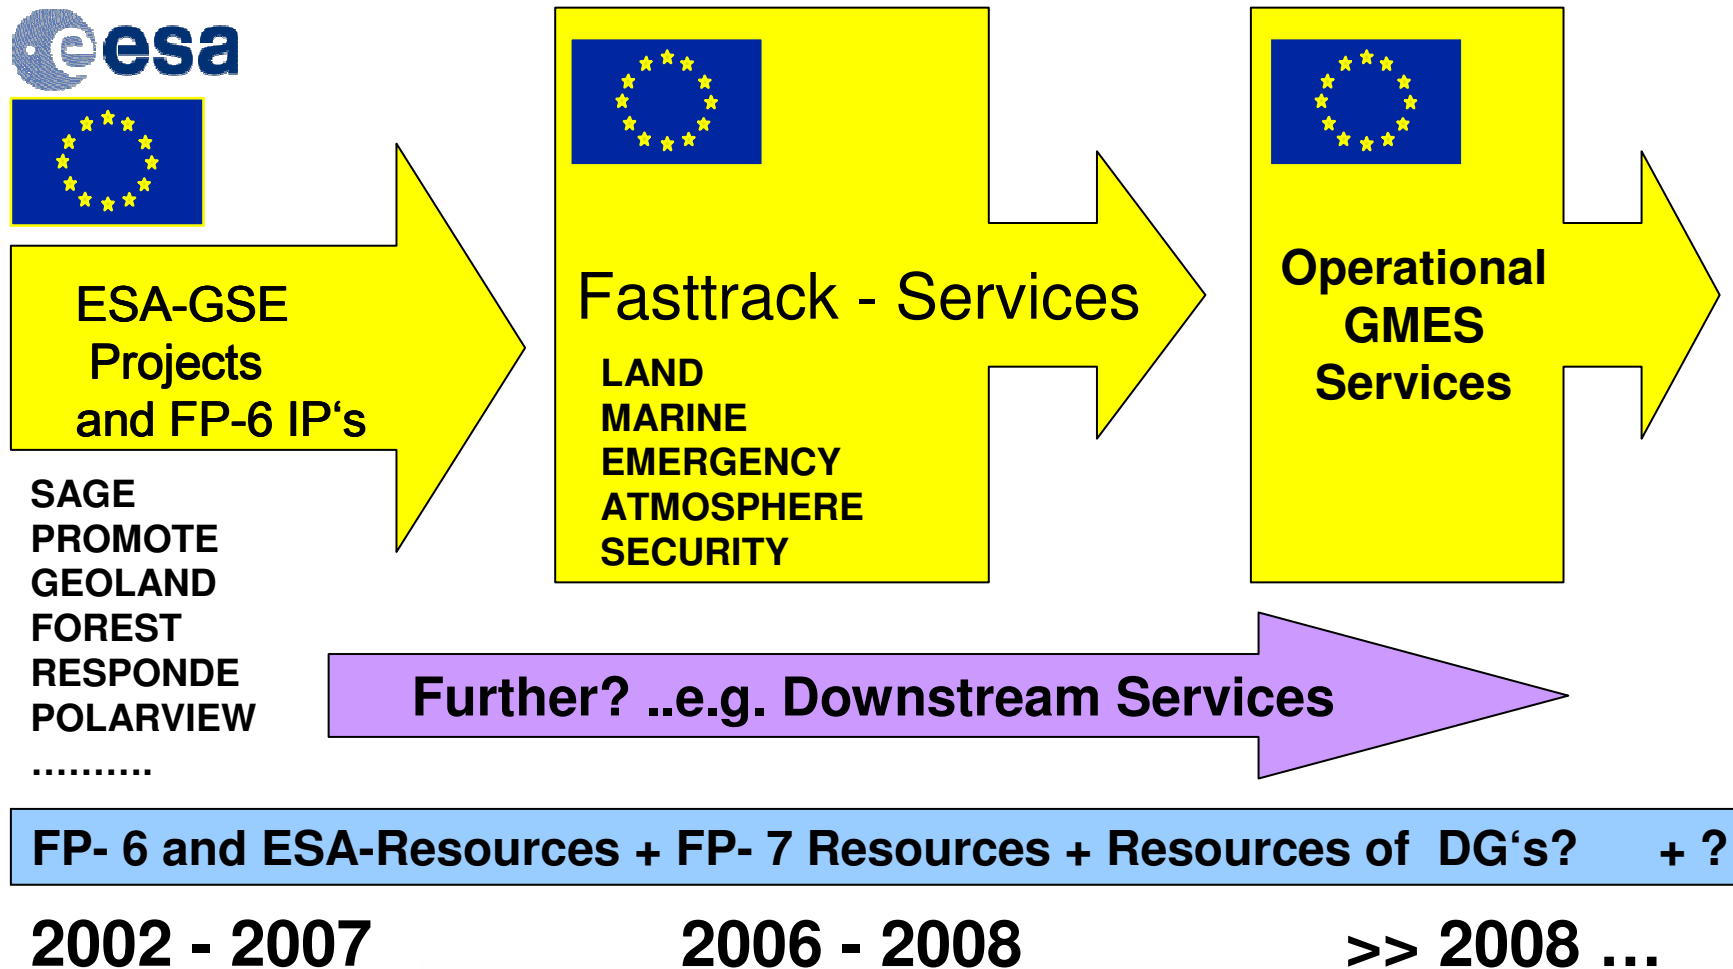 esa
ESA-GSE
Projects
and FP-6 IP‘s
SAGE
PROMOTE
GEOLAND
FOREST
RESPONDE
POLARVIEW
..........
Fasttrack - Services
LAND
MARINE
EMERGENCY
ATMOSPHERE
SECURITY
Operational
GMES
Services
Further? ..e.g. Downstream Services
FP- 6 and ESA-Resources + FP- 7 Resources + Resources of DG‘s? + ?
2002 - 2007
2006 - 2008
>> 2008 ...